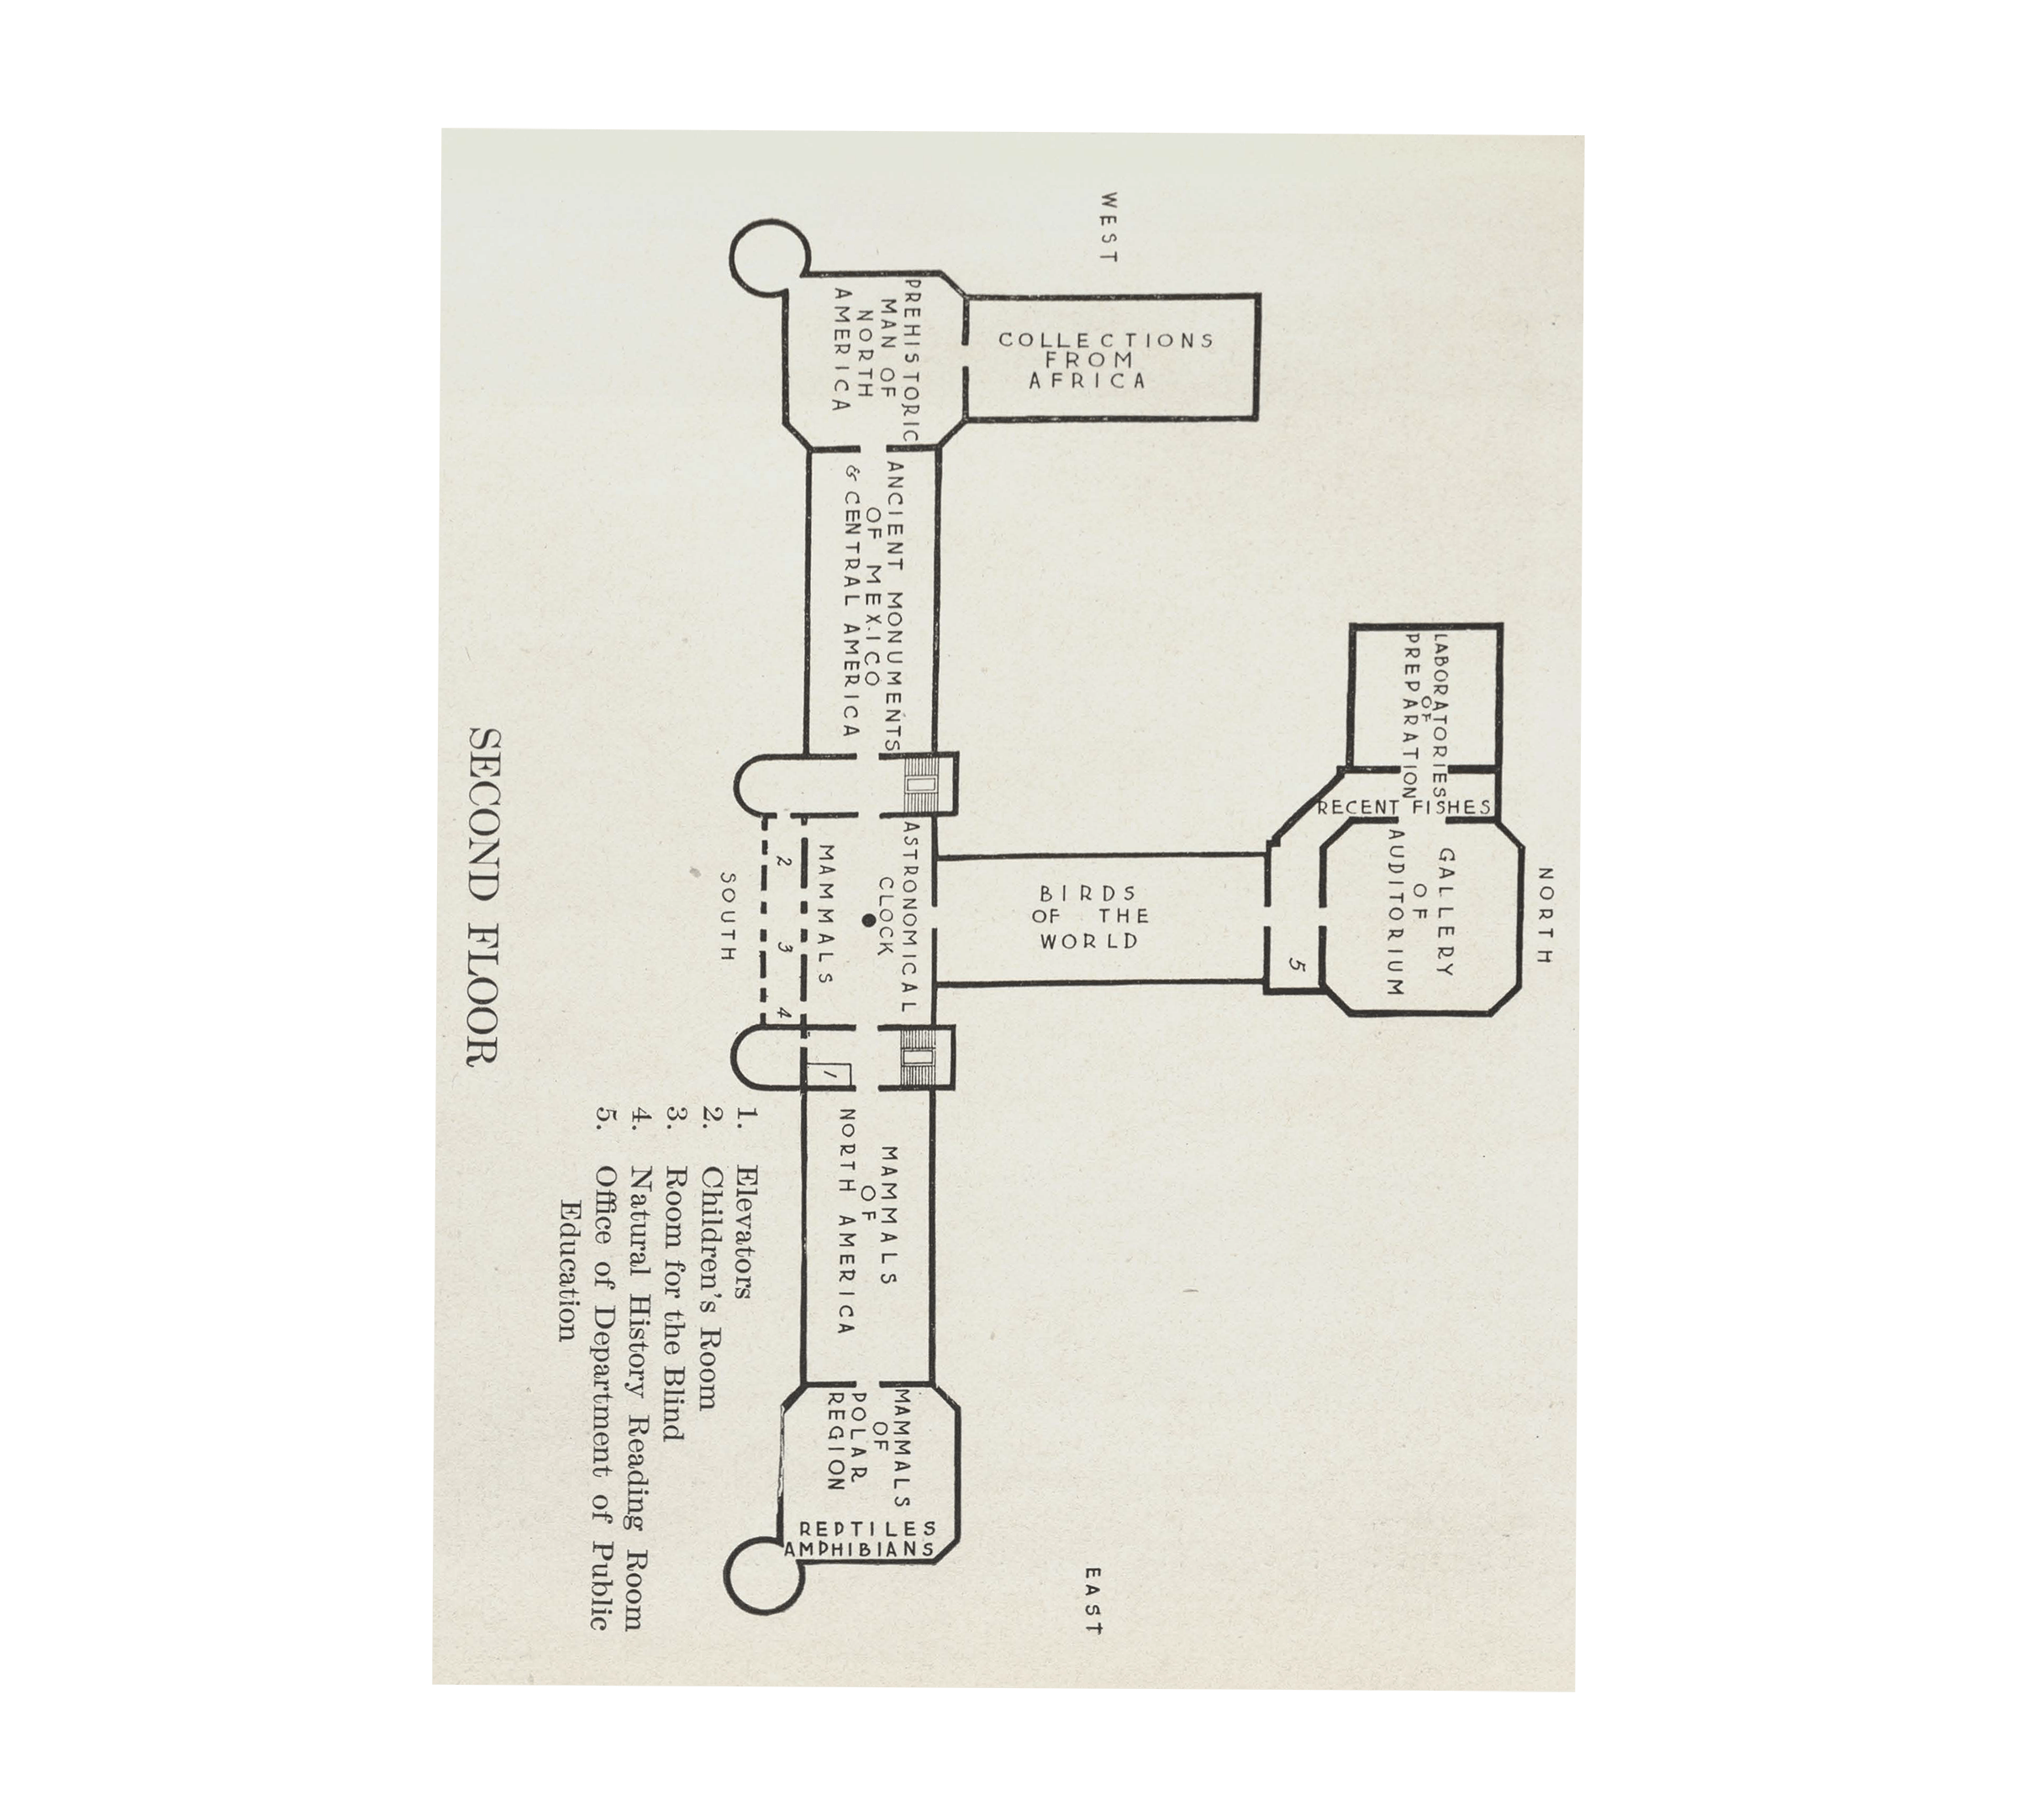 NORTH
LABORATORIES
OF
PREPARATION
RECENT FISHES
GALLERY
OF
AUDITORIUM
5
WEST
COLLECTIONS
FROM
AFRICA
BIRDS
OF THE
WORLD
EAST
PREHISTORIC
MAN OF
NORTH
AMERICA
ANCIENT MONUMENTS
OF MEXICO
& CENTRAL AMERICA
ASTRONOMICAL
CLOCK
MAMMALS
2 3 4
1
MAMMALS
OF
NORTH AMERICA
MAMMALS
OF
POLAR
REGION
REPTILES
AMPHIBIANS
SOUTH
1. Elevators
2. Children's Room
3. Room for the Blind
4. Natural History Reading Room
5. Office of Department of Public
Education
SECOND FLOOR